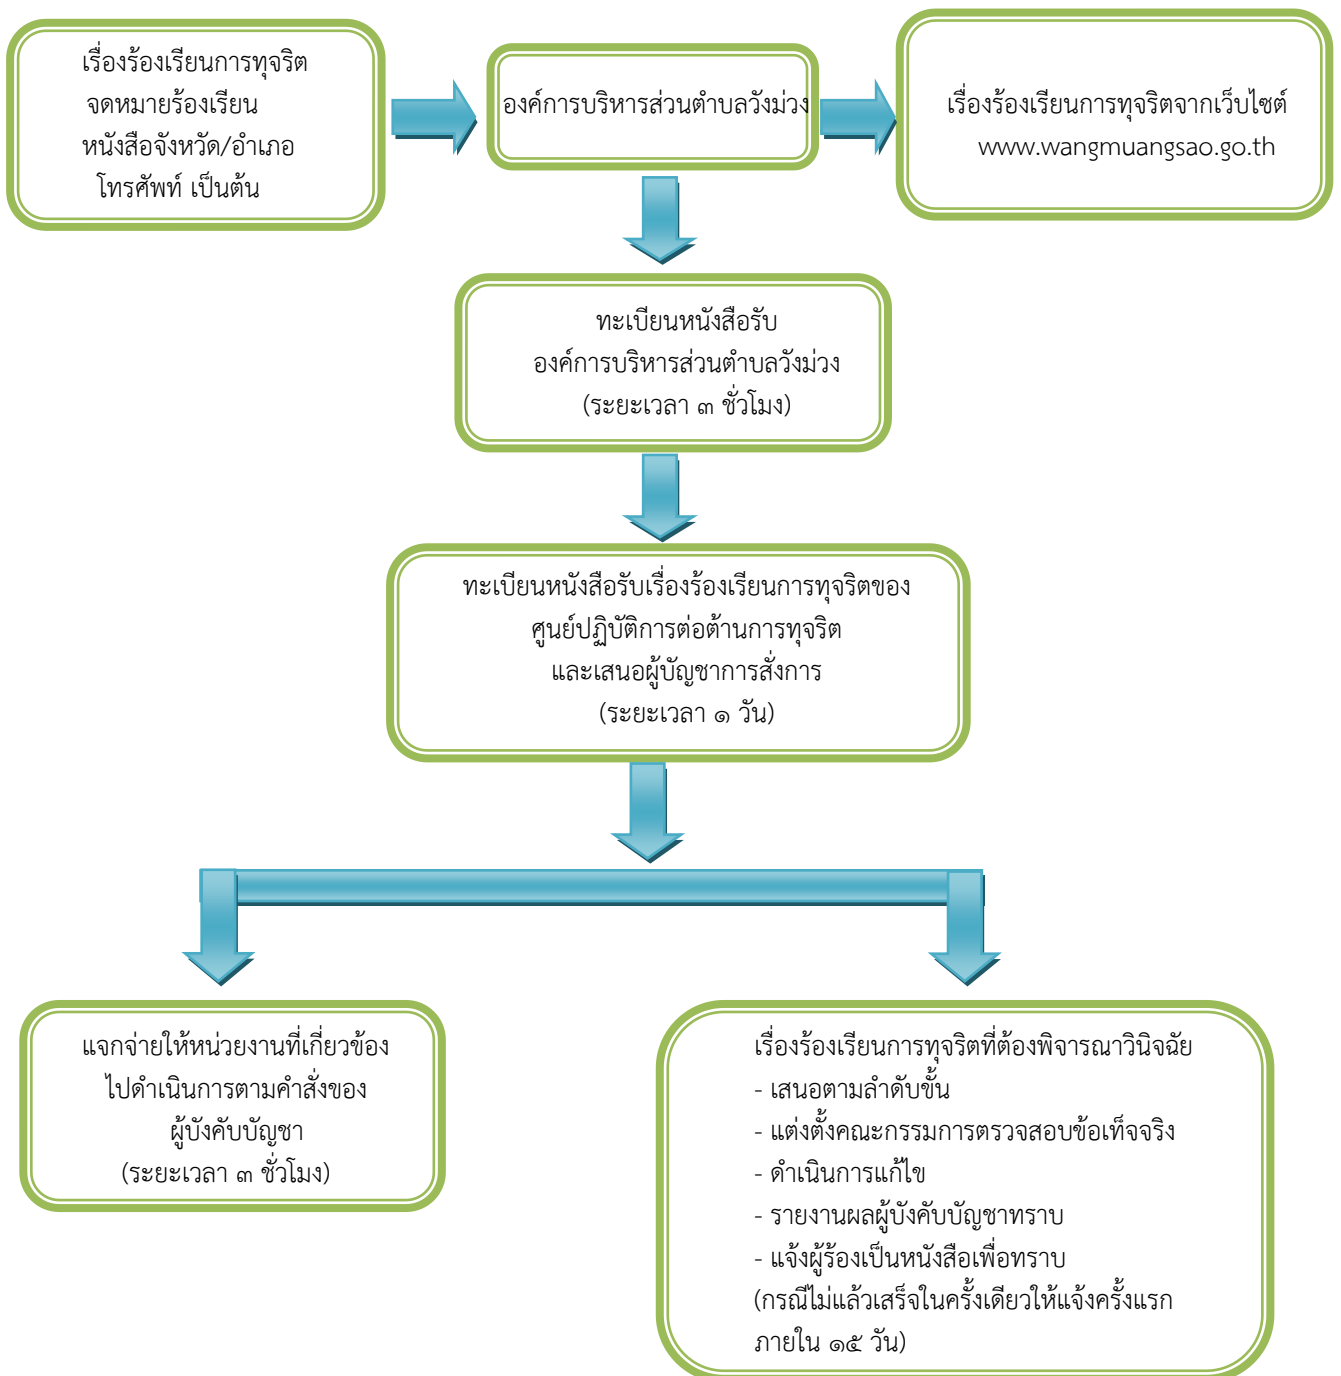 เรื่องร้องเรียนการทุจริต
จดหมายร้องเรียน
หนังสือจังหวัด/อำเภอ
โทรศัพท์ เป็นต้น
องค์การบริหารส่วนตำบลวังม่วง
เรื่องร้องเรียนการทุจริตจากเว็บไซต์
www.wangmuangsao.go.th
ทะเบียนหนังสือรับ
องค์การบริหารส่วนตำบลวังม่วง
(ระยะเวลา ๓ ชั่วโมง)
ทะเบียนหนังสือรับเรื่องร้องเรียนการทุจริตของ
ศูนย์ปฏิบัติการต่อต้านการทุจริต
และเสนอผู้บัญชาการสั่งการ
(ระยะเวลา ๑ วัน)
แจกจ่ายให้หน่วยงานที่เกี่ยวข้อง
ไปดำเนินการตามคำสั่งของ
ผู้บังคับบัญชา
(ระยะเวลา ๓ ชั่วโมง)
เรื่องร้องเรียนการทุจริตที่ต้องพิจารณาวินิจฉัย
- เสนอตามลำดับขั้น
- แต่งตั้งคณะกรรมการตรวจสอบข้อเท็จจริง
- ดำเนินการแก้ไข
- รายงานผลผู้บังคับบัญชาทราบ
- แจ้งผู้ร้องเป็นหนังสือเพื่อทราบ
(กรณีไม่แล้วเสร็จในครั้งเดียวให้แจ้งครั้งแรก
ภายใน ๑๕ วัน)